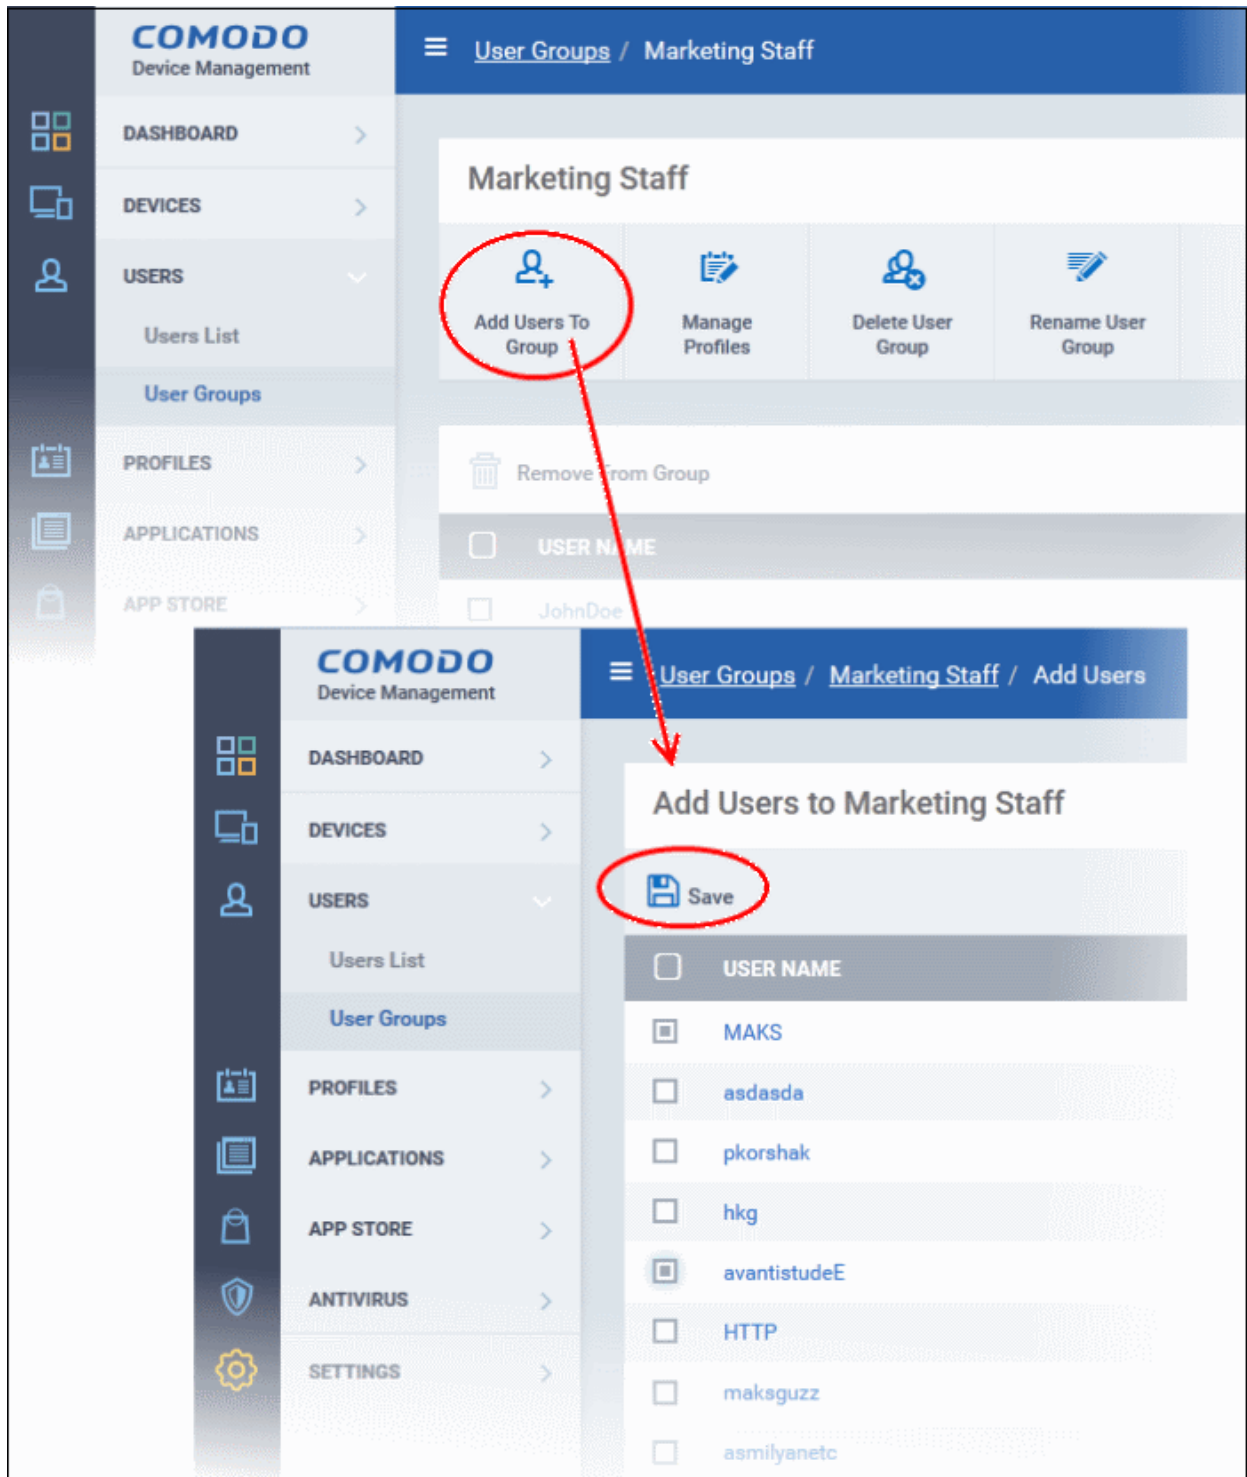 COMODO
Device Management
User Groups / Marketing Staff
DASHBOARD
DEVICES
USERS
Users List
User Groups
PROFILES
APPLICATIONS
APP STORE
Marketing Staff
Add Users To
Group
Manage
Profiles
Delete User
Group
Rename User
Group
Remove From Group
USER NAME
JohnDoe
COMODO
Device Management
User Groups / Marketing Staff / Add Users
DASHBOARD
DEVICES
USERS
Users List
User Groups
PROFILES
APPLICATIONS
APP STORE
ANTIVIRUS
SETTINGS
Add Users to Marketing Staff
Save
USER NAME
MAKS
asdasda
pkorshak
hkg
avantistudeE
HTTP
maksguzz
asmilyanetc